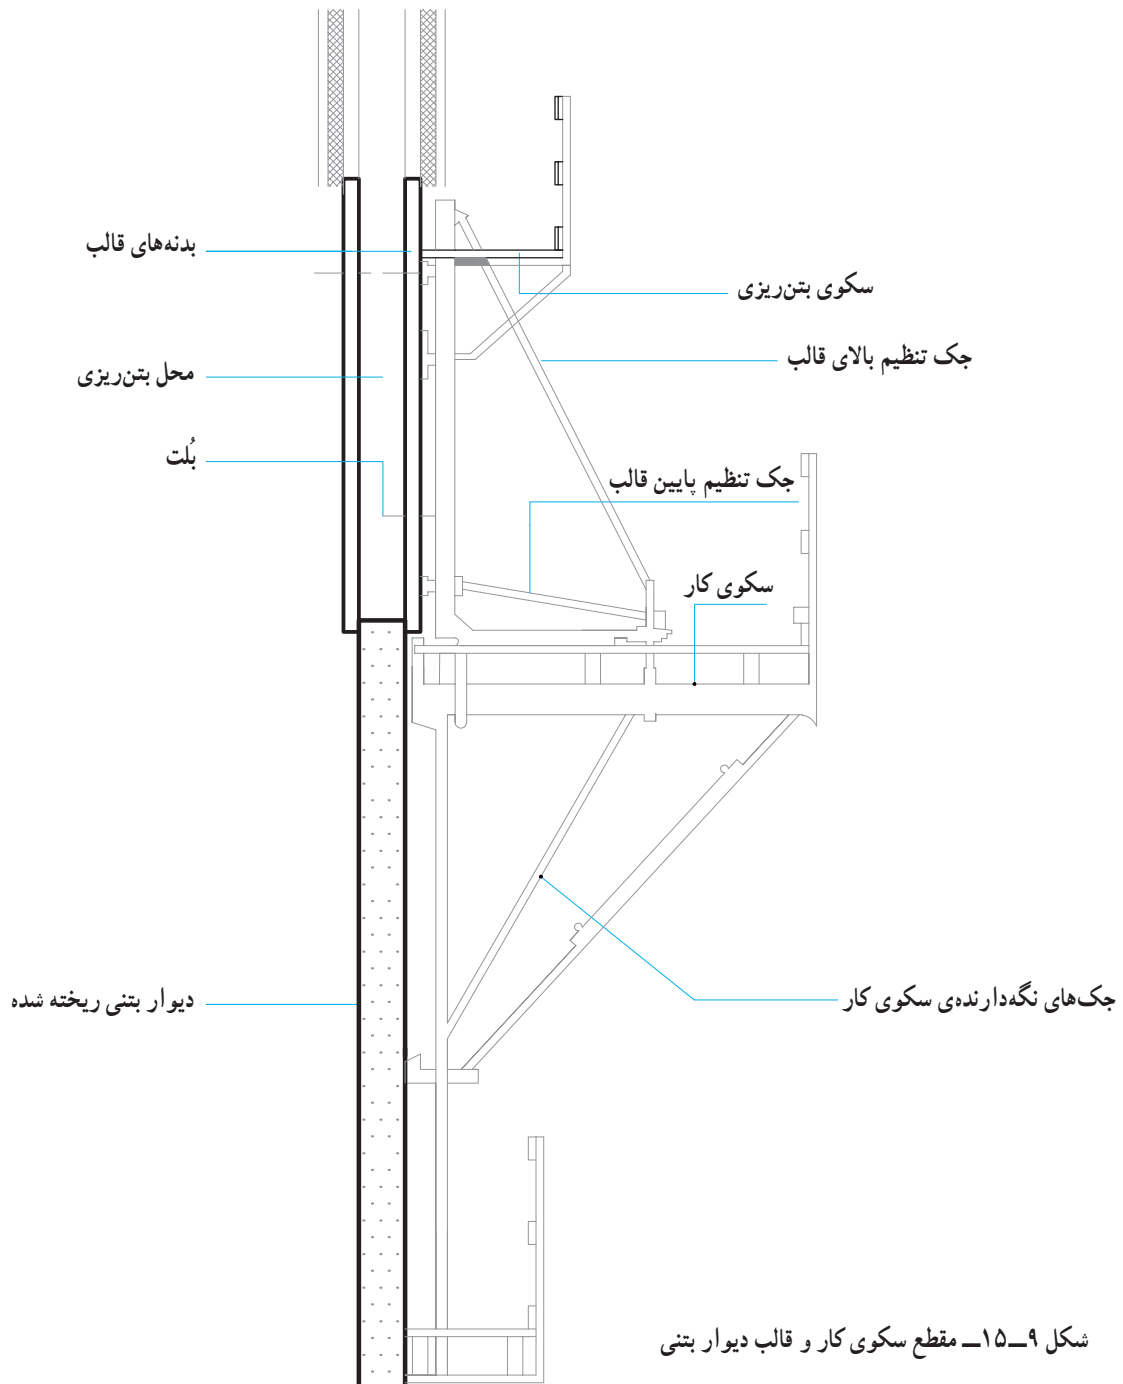 بدنه‌های قالب
سکوی بتن‌ریزی
جک تنظیم بالای قالب
محل بتن‌ریزی
بُلت
جک تنظیم پایین قالب
سکوی کار
دیوار بتنی ریخته شده
جک‌های نگه‌دارنده‌ی سکوی کار
شکل ۹ــ۱۵ــ مقطع سکوی کار و قالب دیوار بتنی